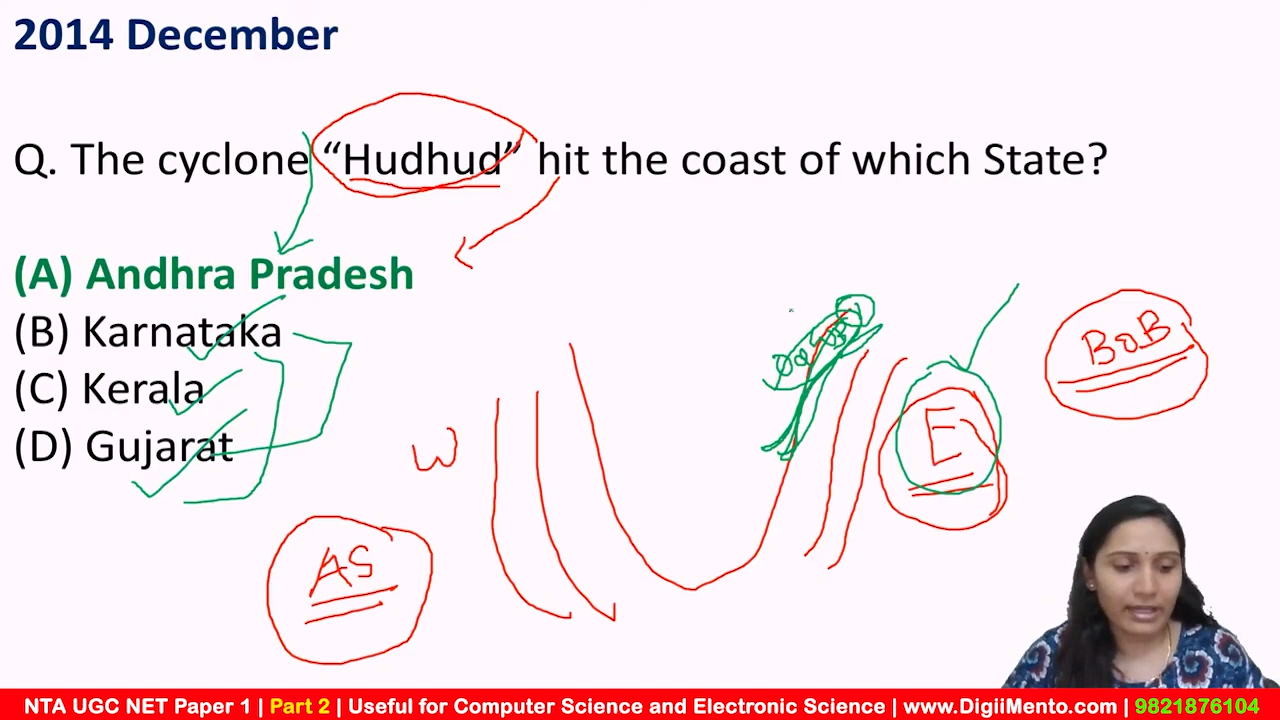 2014 December
Q. The cyclone “Hudhud” hit the coast of which State?
(A) Andhra Pradesh
(B) Karnataka
(C) Kerala
(D) Gujarat
BOB
E
W
AS
NTA UGC NET Paper 1 | Part 2 | Useful for Computer Science and Electronic Science | www.DigiiMento.com | 9821876104